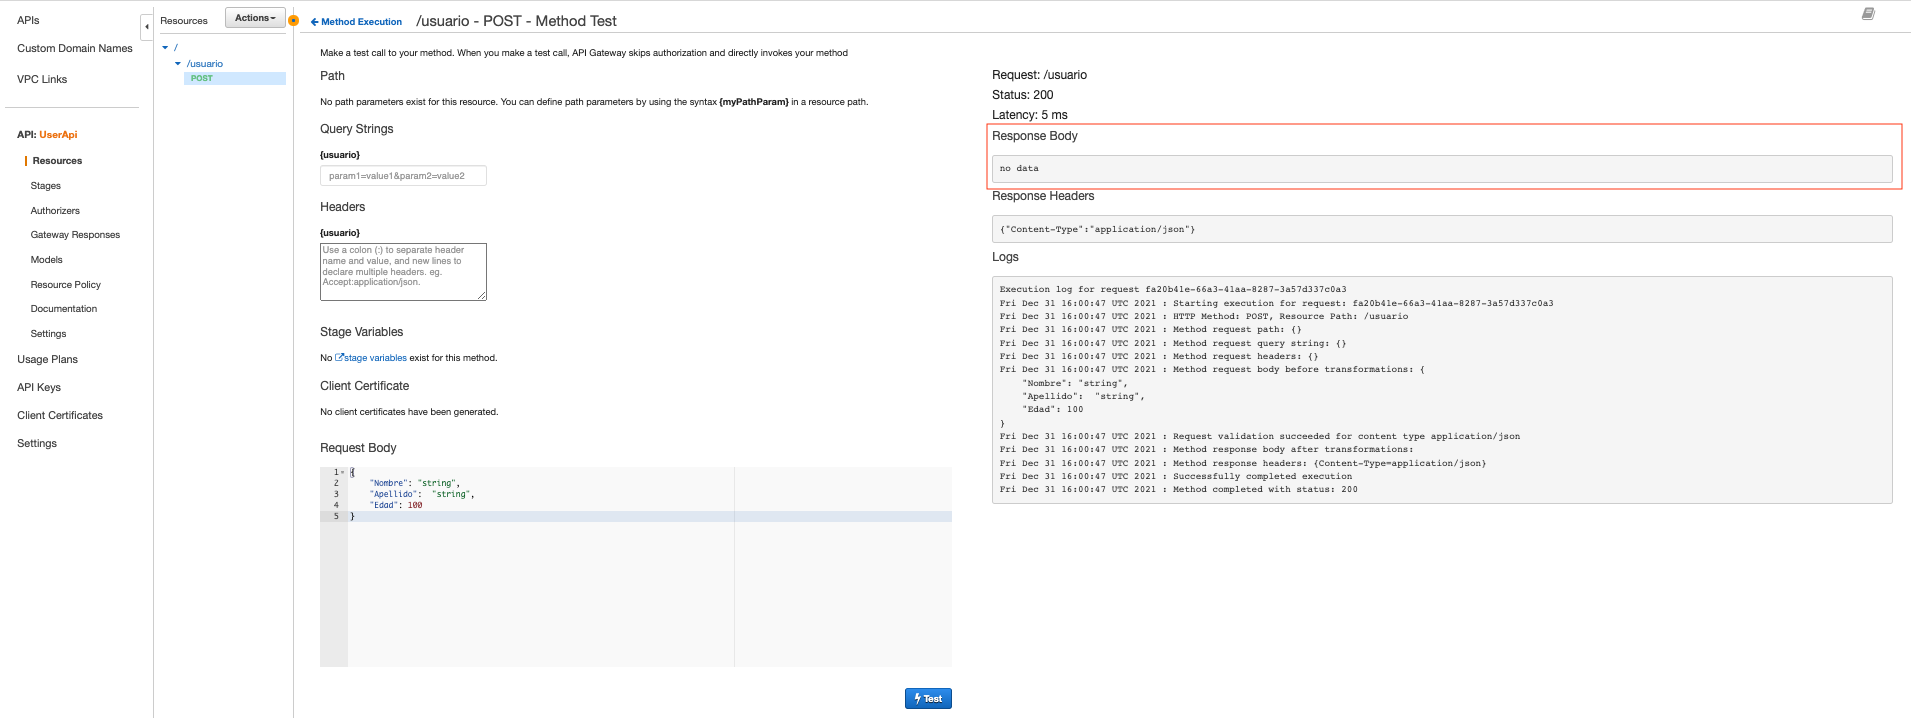 APIs
Custom Domain Names
VPC Links
API: UserApi
Resources
Stages
Authorizers
Gateway Responses
Models
Resource Policy
Documentation
Settings
Usage Plans
API Keys
Client Certificates
Settings
Resources
Actions
/
/usuario
POST
Method Execution
/usuario - POST - Method Test
Make a test call to your method. When you make a test call, API Gateway skips authorization and directly invokes your method
Path
No path parameters exist for this resource. You can define path parameters by using the syntax {myPathParam} in a resource path.
Query Strings
{usuario}
param1=value1&param2=value2
Headers
{usuario}
Use a colon (:) to separate header
name and value, and new lines to
declare multiple headers. eg.
Accept:application/json.
Stage Variables
No stage variables exist for this method.
Client Certificate
No client certificates have been generated.
Request Body
1 {
2 "Nombre": "string",
3 "Apellido":  "string",
4 "Edad": 100
5 }
Test
Request: /usuario
Status: 200
Latency: 5 ms
Response Body
no data
Response Headers
{"Content-Type":"application/json"}
Logs
Execution log for request fa20b41e-66a3-41aa-8287-3a57d337c0a3
Fri Dec 31 16:00:47 UTC 2021 : Starting execution for request: fa20b41e-66a3-41aa-8287-3a57d337c0a3
Fri Dec 31 16:00:47 UTC 2021 : HTTP Method: POST, Resource Path: /usuario
Fri Dec 31 16:00:47 UTC 2021 : Method request path: {}
Fri Dec 31 16:00:47 UTC 2021 : Method request query string: {}
Fri Dec 31 16:00:47 UTC 2021 : Method request headers: {}
Fri Dec 31 16:00:47 UTC 2021 : Method request body before transformations: {
"Nombre": "string",
"Apellido":  "string",
"Edad": 100
}
Fri Dec 31 16:00:47 UTC 2021 : Request validation succeeded for content type application/json
Fri Dec 31 16:00:47 UTC 2021 : Method response body after transformations:
Fri Dec 31 16:00:47 UTC 2021 : Method response headers: {Content-Type=application/json}
Fri Dec 31 16:00:47 UTC 2021 : Successfully completed execution
Fri Dec 31 16:00:47 UTC 2021 : Method completed with status: 200